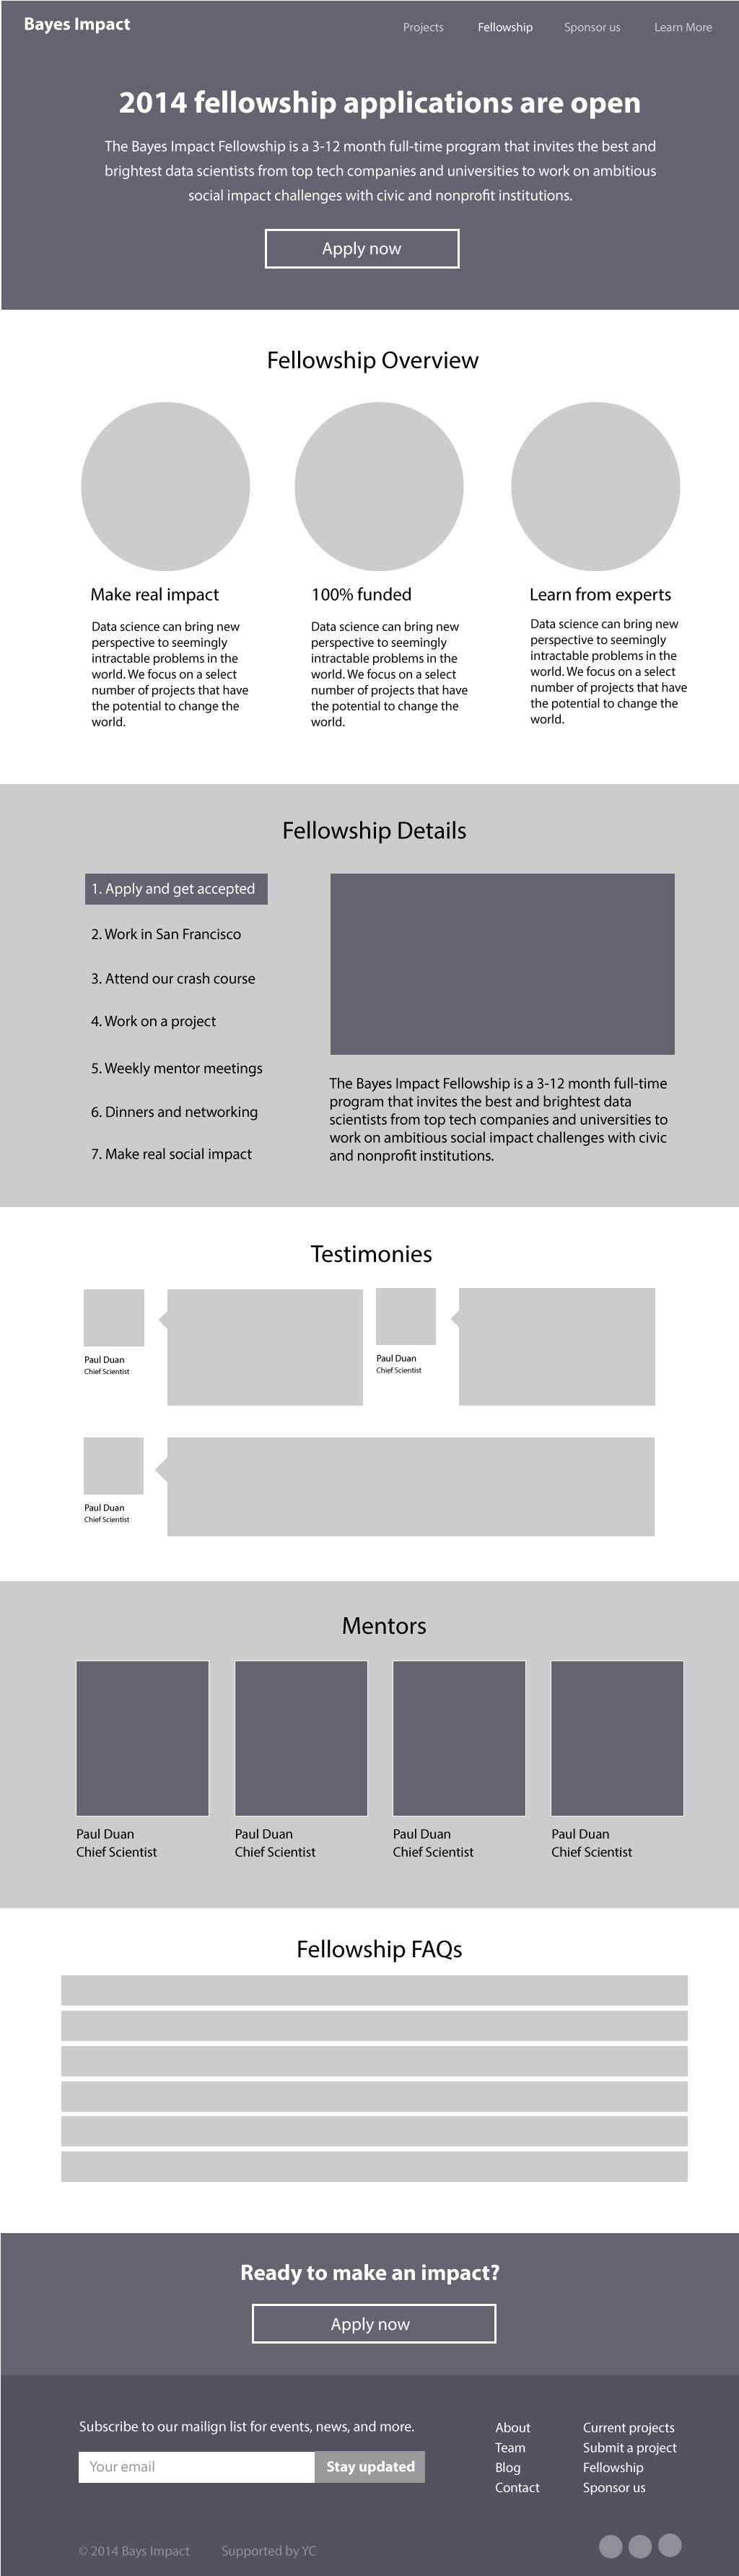 Bayes Impact
Projects
Fellowship
Sponsor us
Learn More
2014 fellowship applications are open
The Bayes Impact Fellowship is a 3-12 month full-time program that invites the best and
brightest data scientists from top tech companies and universities to work on ambitious
social impact challenges with civic and nonprofit institutions.
Apply now
Fellowship Overview
Make real impact
Data science can bring new
perspective to seemingly
intractable problems in the
world. We focus on a select
number of projects that have
the potential to change the
world.
100% funded
Data science can bring new
perspective to seemingly
intractable problems in the
world. We focus on a select
number of projects that have
the potential to change the
world.
Learn from experts
Data science can bring new
perspective to seemingly
intractable problems in the
world. We focus on a select
number of projects that have
the potential to change the
world.
Fellowship Details
1. Apply and get accepted
2. Work in San Francisco
3. Attend our crash course
4. Work on a project
5. Weekly mentor meetings
6. Dinners and networking
7. Make real social impact
The Bayes Impact Fellowship is a 3-12 month full-time
program that invites the best and brightest data
scientists from top tech companies and universities to
work on ambitious social impact challenges with civic
and nonprofit institutions.
Testimonies
Paul Duan
Chief Scientist
Paul Duan
Chief Scientist
Paul Duan
Chief Scientist
Mentors
Paul Duan
Chief Scientist
Paul Duan
Chief Scientist
Paul Duan
Chief Scientist
Paul Duan
Chief Scientist
Fellowship FAQs
Ready to make an impact?
Apply now
Subscribe to our mailign list for events, news, and more.
Your email
Stay updated
About
Team
Blog
Contact
Current projects
Submit a project
Fellowship
Sponsor us
© 2014 Bays Impact
Supported by YC